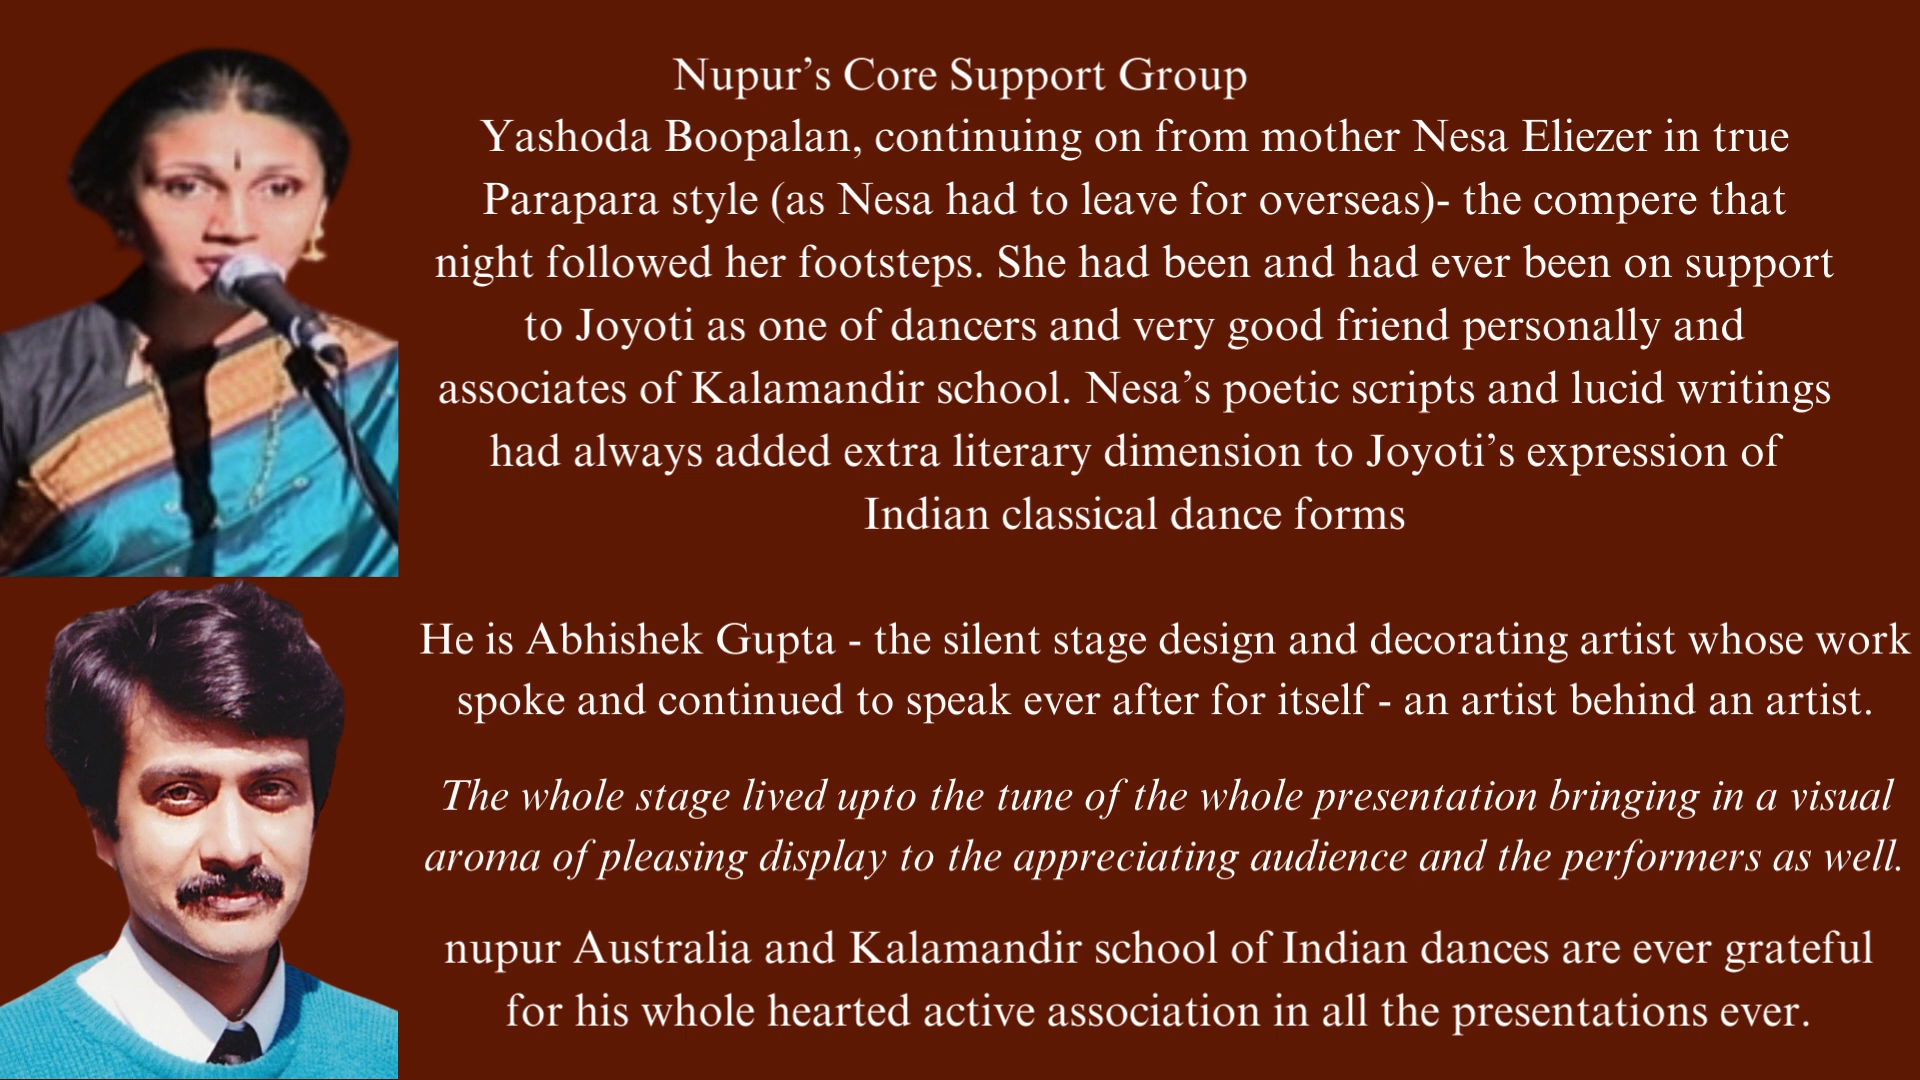 Nupur’s Core Support Group
Yashoda Boopalan, continuing on from mother Nesa Eliezer in true
Parapara style (as Nesa had to leave for overseas)- the compere that
night followed her footsteps. She had been and had ever been on support
to Joyoti as one of dancers and very good friend personally and
associates of Kalamandir school. Nesa’s poetic scripts and lucid writings
had always added extra literary dimension to Joyoti’s expression of
Indian classical dance forms
He is Abhishek Gupta - the silent stage design and decorating artist whose work
spoke and continued to speak ever after for itself - an artist behind an artist.
The whole stage lived upto the tune of the whole presentation bringing in a visual
aroma of pleasing display to the appreciating audience and the performers as well.
nupur Australia and Kalamandir school of Indian dances are ever grateful
for his whole hearted active association in all the presentations ever.